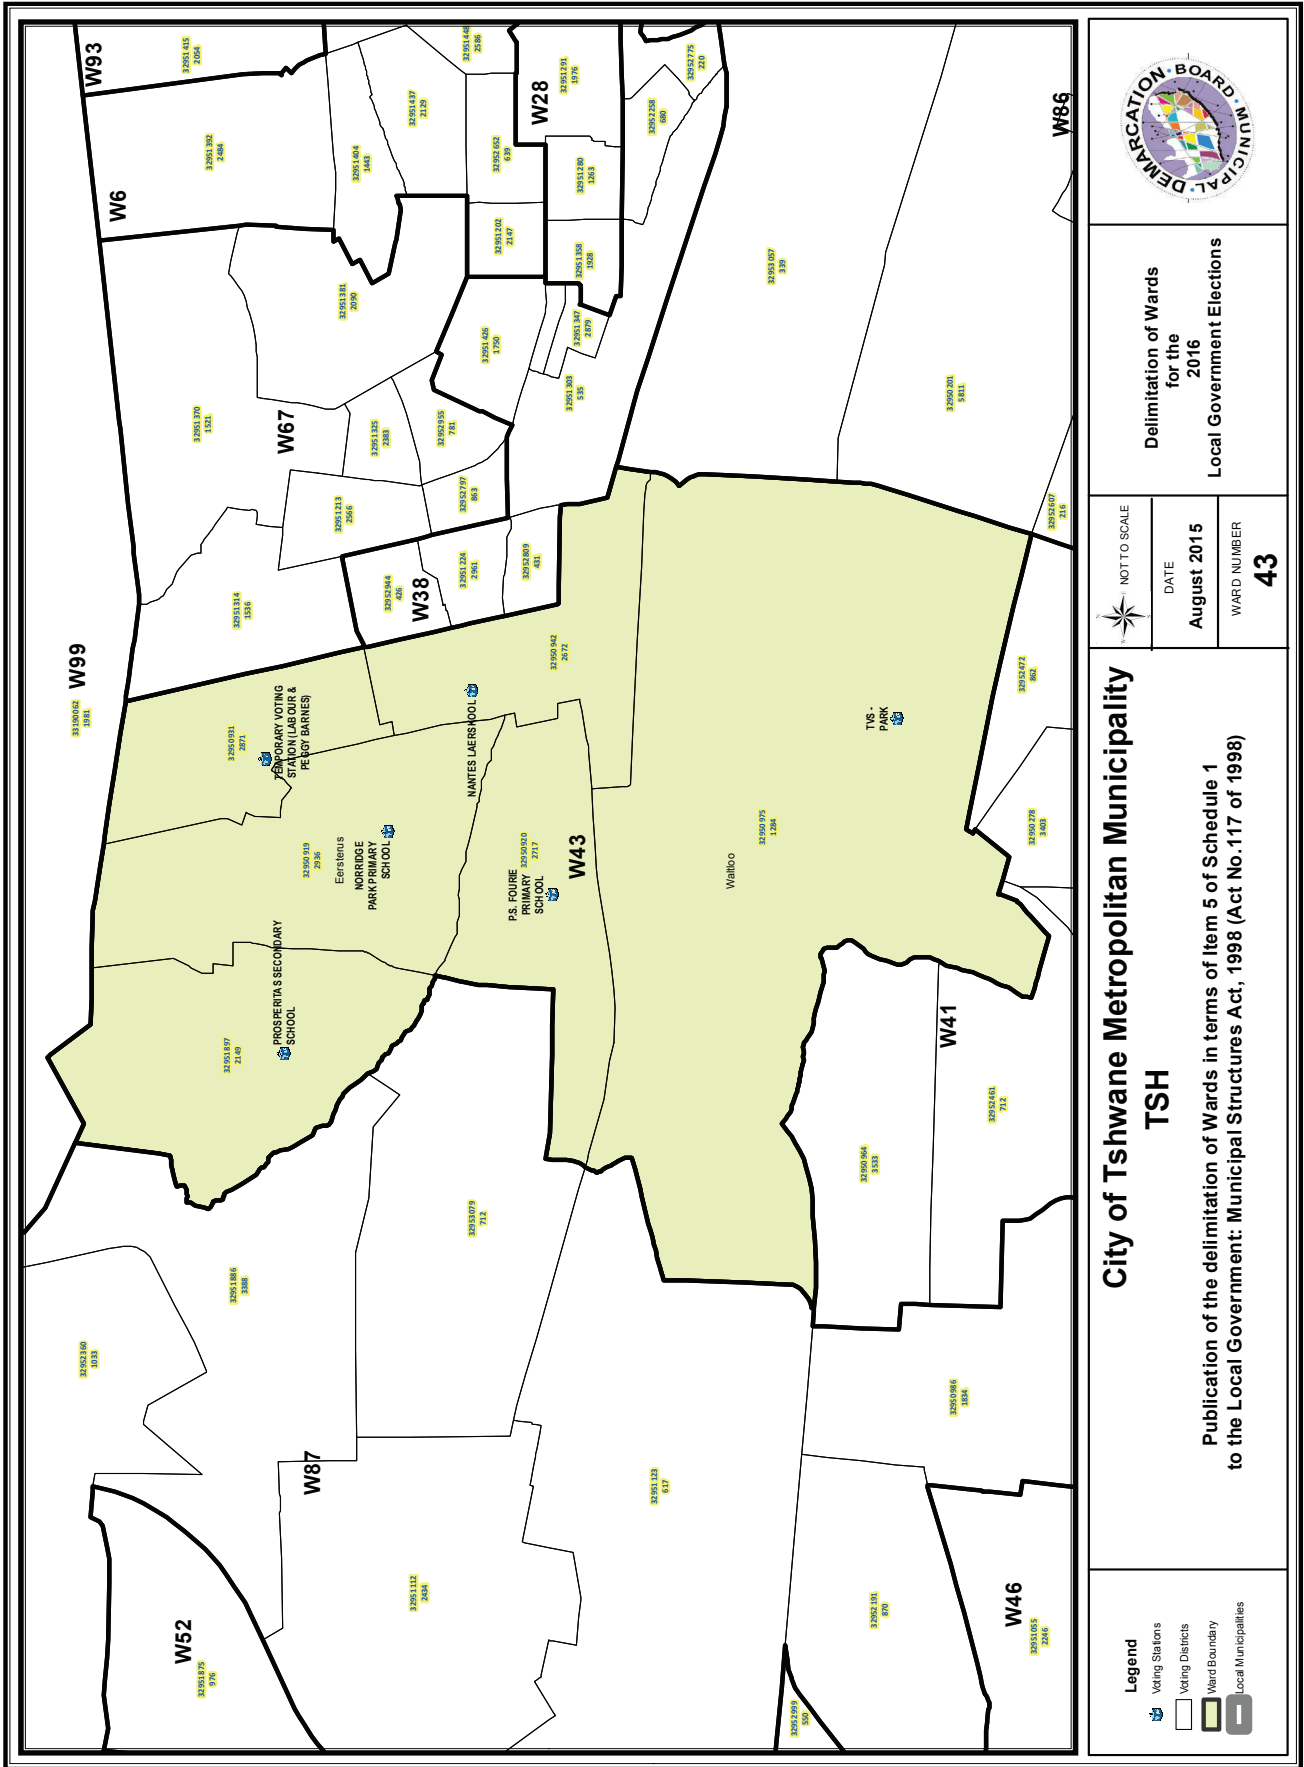 W93
32951415
2054
W6
32951392
2484
32951404
1443
32951437
2129
32951448
2586
W28
32951291
1976
32952775
220
32952258
680
32952652
639
32951280
1263
32951202
2147
32951358
1928
W86
32953057
339
32951381
2090
32951426
1750
32951347
2879
32951303
535
32950201
5811
32951370
1521
W67
32951325
2383
32952955
781
32951213
2566
32952797
863
32952607
216
W99
33190062
1981
32951314
1536
32952944
426
W38
32951224
2961
32952809
431
32950942
2672
32952472
862
32950931
2871
TEMPORARY VOTING
STATION (LABOUR &
PEGGY BARNES)
NANTES LAERSKOOL
TVS -
PARK
32950919
2936
Eersterus
NORRIDGE
PARK PRIMARY
SCHOOL
P.S. FOURIE
PRIMARY
SCHOOL
32950920
2717
W43
32950975
1284
Waltloo
32950278
3403
PROSPERITAS SECONDARY
SCHOOL
32951897
2149
W41
32952461
712
32950964
3533
32953079
712
32951886
3388
32952360
1033
W87
32951123
617
32950986
1834
32951112
2434
W52
32951875
976
32952191
870
32952999
550
W46
32951055
2246
Legend
Voting Stations
Voting Districts
Ward Boundary
Local Municipalities
City of Tshwane Metropolitan Municipality
TSH
Publication of the delimitation of Wards in terms of Item 5 of Schedule 1
to the Local Government: Municipal Structures Act, 1998 (Act No.117 of 1998)
NOT TO SCALE
DATE
August 2015
WARD NUMBER
43
Delimitation of Wards
for the
2016
Local Government Elections
MUNICIPAL DEMARCATION BOARD